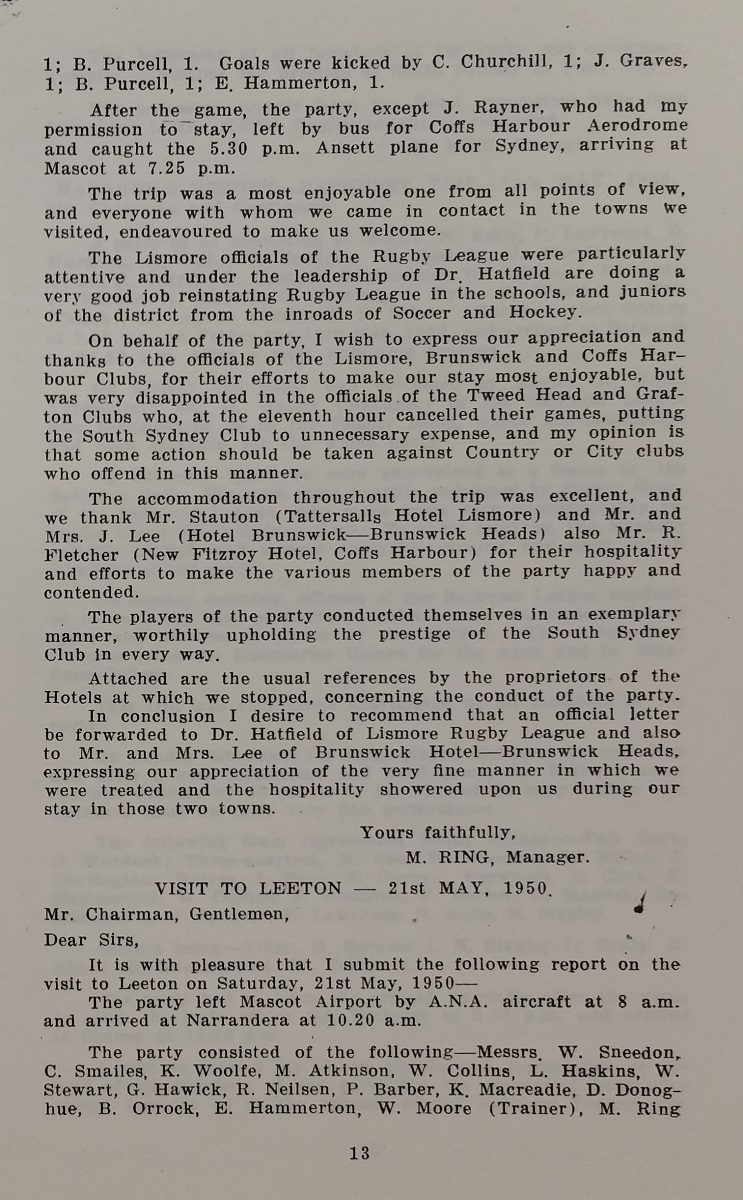 1; B. Purcell, 1. Goals were kicked by C. Churchill, 1; J. Graves,
1; B. Purcell, 1; E. Hammerton, 1.
After the game, the party, except J. Rayner, who had my
permission to stay, left by bus for Coffs Harbour Aerodrome
and caught the 5.30 p.m. Ansett plane for Sydney, arriving at
Mascot at 7.25 p.m.
The trip was a most enjoyable one from all points of view,
and everyone with whom we came in contact in the towns we
visited, endeavoured to make us welcome.
The Lismore officials of the Rugby League were particularly
attentive and under the leadership of Dr. Hatfield are doing a
very good job reinstating Rugby League in the schools, and juniors
of the district from the inroads of Soccer and Hockey.
On behalf of the party, I wish to express our appreciation and
thanks to the officials of the Lismore, Brunswick and Coffs Har-
bour Clubs, for their efforts to make our stay most enjoyable, but
was very disappointed in the officials of the Tweed Head and Graf-
ton Clubs who, at the eleventh hour cancelled their games, putting
the South Sydney Club to unnecessary expense, and my opinion is
that some action should be taken against Country or City clubs
who offend in this manner.
The accommodation throughout the trip was excellent, and
we thank Mr. Stauton (Tattersalls Hotel Lismore) and Mr. and
Mrs. J. Lee (Hotel Brunswick—Brunswick Heads) also Mr. R.
Fletcher (New Fitzroy Hotel, Coffs Harbour) for their hospitality
and efforts to make the various members of the party happy and
contended.
The players of the party conducted themselves in an exemplary
manner, worthily upholding the prestige of the South Sydney
Club in every way.
Attached are the usual references by the proprietors of the
Hotels at which we stopped, concerning the conduct of the party.
In conclusion I desire to recommend that an official letter
be forwarded to Dr. Hatfield of Lismore Rugby League and also
to Mr. and Mrs. Lee of Brunswick Hotel—Brunswick Heads,
expressing our appreciation of the very fine manner in which we
were treated and the hospitality showered upon us during our
stay in those two towns.
Yours faithfully,
M. RING, Manager.
VISIT TO LEETON — 21st MAY, 1950.
Mr. Chairman, Gentlemen,
Dear Sirs,
It is with pleasure that I submit the following report on the
visit to Leeton on Saturday, 21st May, 1950—
The party left Mascot Airport by A.N.A. aircraft at 8 a.m.
and arrived at Narrandera at 10.20 a.m.
The party consisted of the following—Messrs. W. Sneedon,
C. Smailes, K. Woolfe, M. Atkinson, W. Collins, L. Haskins, W.
Stewart, G. Hawick, R. Neilsen, P. Barber, K. Macreadie, D. Donog-
hue, B. Orrock, E. Hammerton, W. Moore (Trainer), M. Ring
13